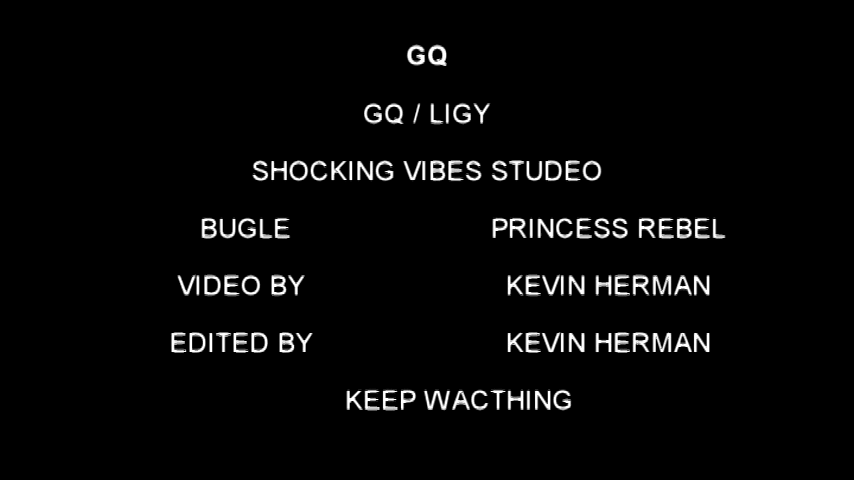 GQ
GQ / LIGY
SHOCKING VIBES STUDEO
BUGLE PRINCESS REBEL
VIDEO BY KEVIN HERMAN
EDITED BY KEVIN HERMAN
KEEP WACTHING